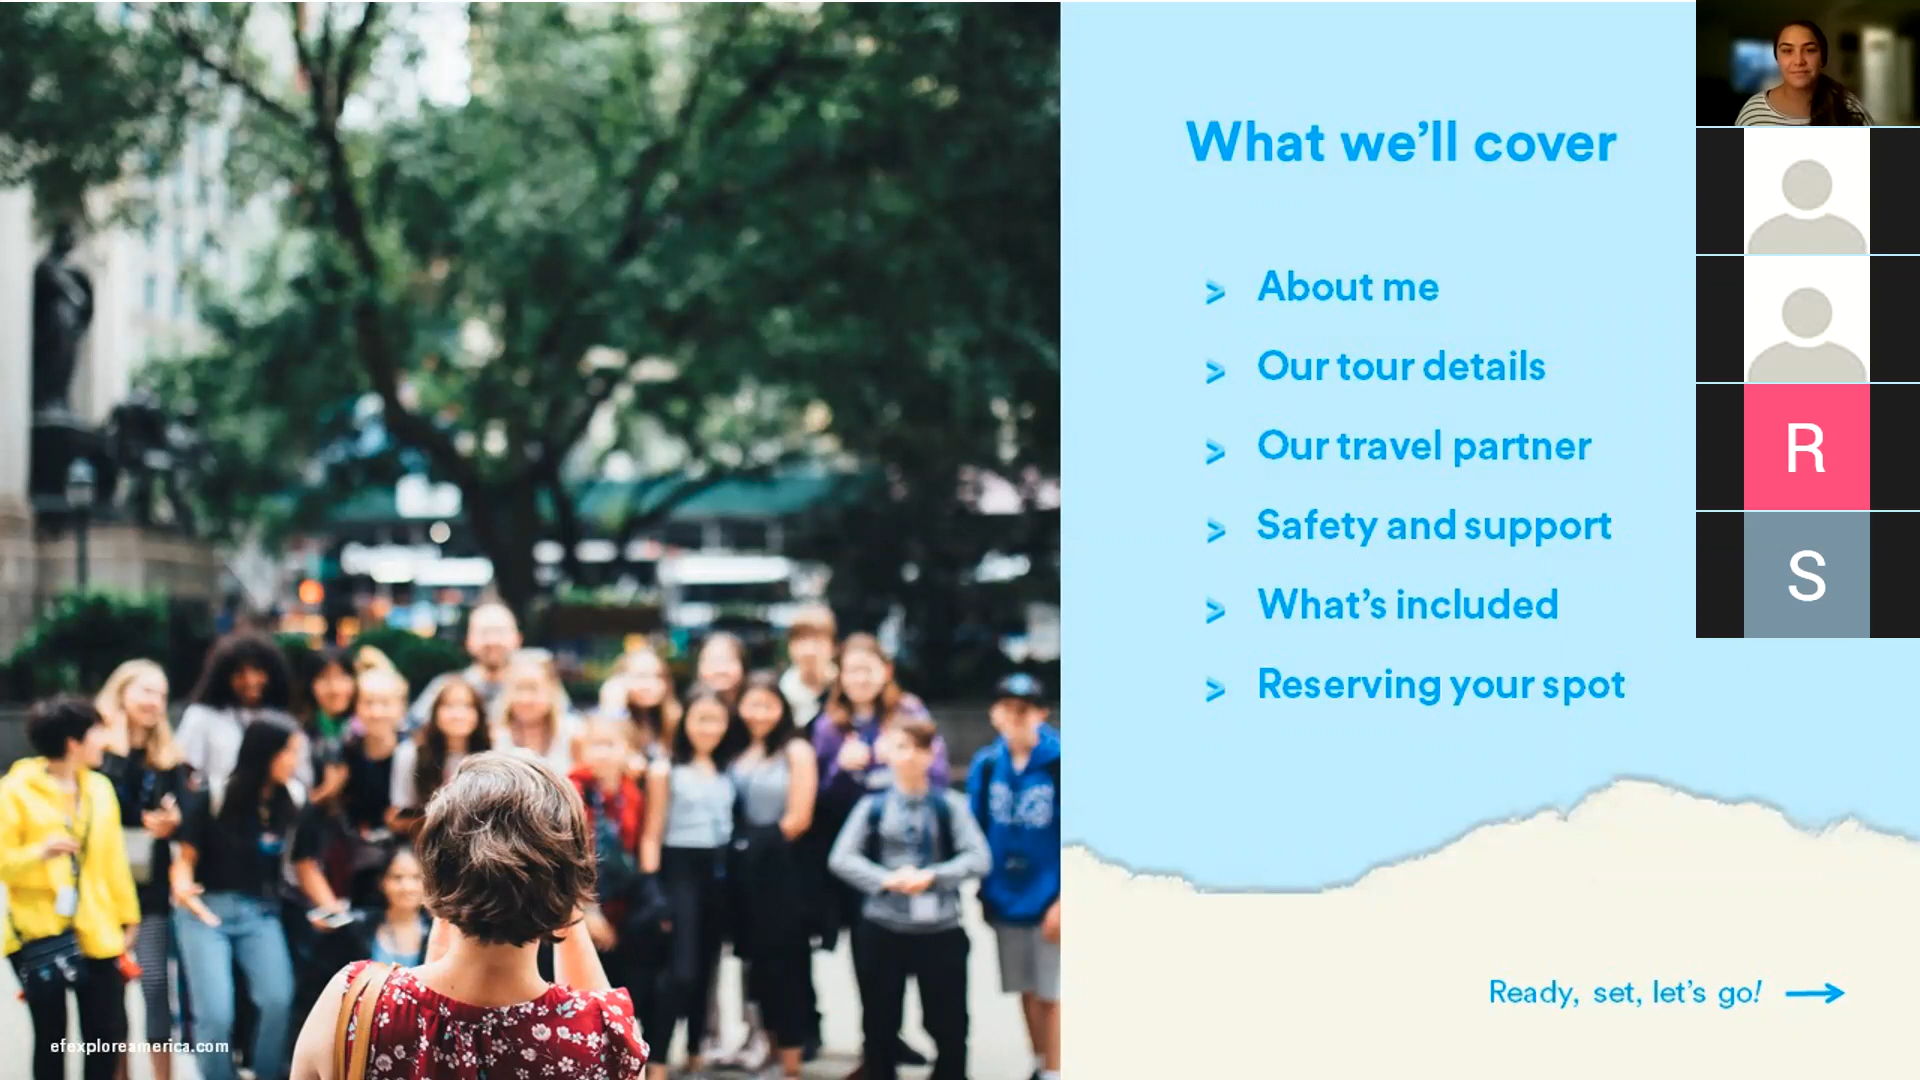 What we'll cover
> About me
> Our tour details
> Our travel partner
> Safety and support
> What's included
> Reserving your spot
Ready, set, let's go!
efexploreamerica.com
R
S